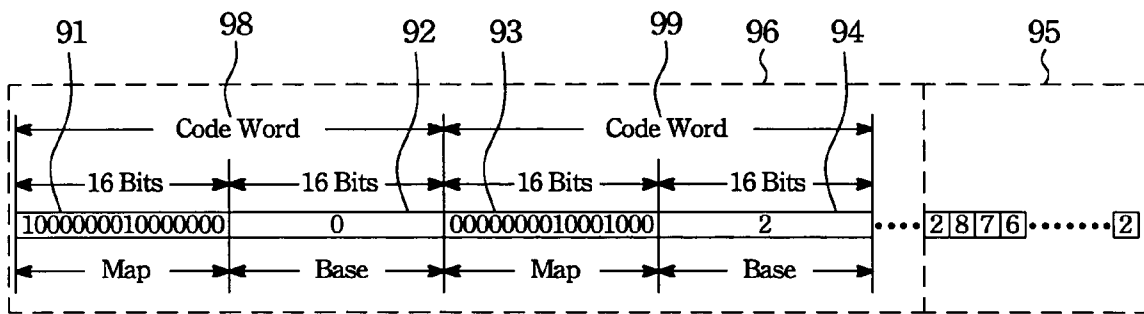 91 98 92 93 99 96 94 95
Code Word Code Word
16 Bits 16 Bits 16 Bits 16 Bits
1000000010000000 0 0000000010001000 2 2 8 7 6 2
Map Base Map Base